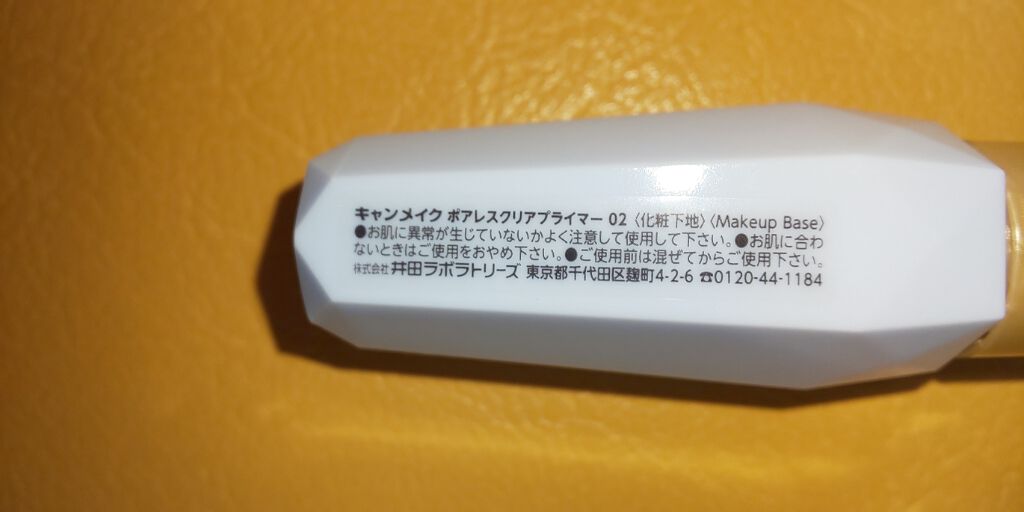 キャンメイク ポアレスクリアプライマー 02 〈化粧下地〉〈Makeup Base〉
●お肌に異常が生じていないかよく注意して使用して下さい。●お肌に合わ
ないときはご使用をおやめ下さい。●ご使用前は混ぜてからご使用下さい。
株式会社 井田ラボラトリーズ 東京都千代田区麹町4-2-6 ☎0120-44-1184